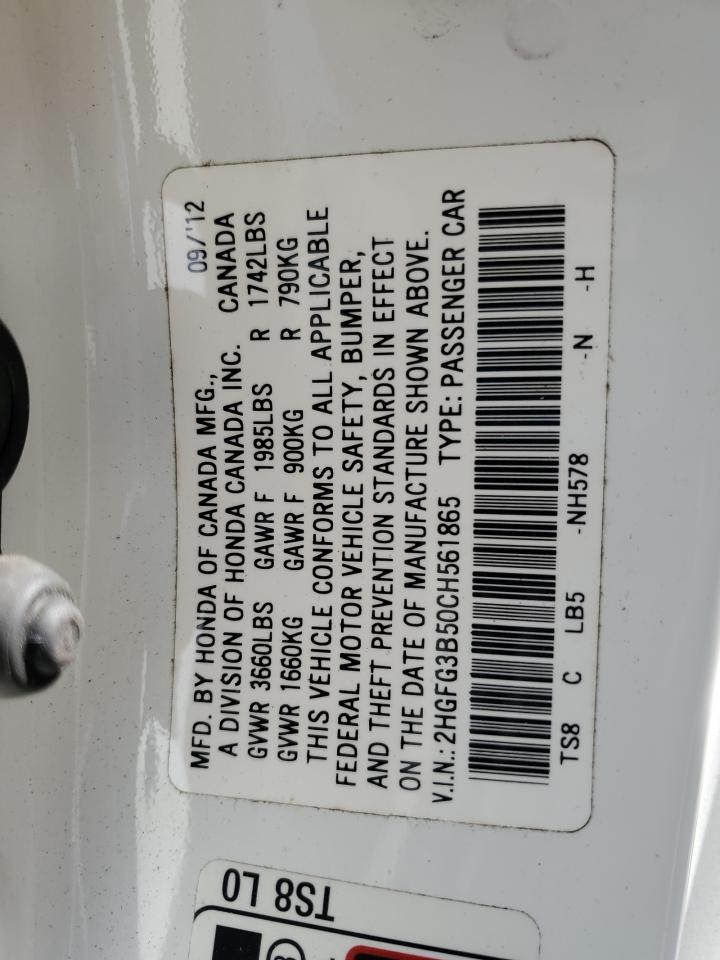 MFD. BY HONDA OF CANADA MFG., 09/'12
A DIVISION OF HONDA CANADA INC. CANADA
GVWR 3660LBS GAWR F 1985LBS R 1742LBS
GVWR 1660KG GAWR F 900KG R 790KG
THIS VEHICLE CONFORMS TO ALL APPLICABLE
FEDERAL MOTOR VEHICLE SAFETY, BUMPER,
AND THEFT PREVENTION STANDARDS IN EFFECT
ON THE DATE OF MANUFACTURE SHOWN ABOVE.
V.I.N.: 2HGFG3B50CH561865 TYPE: PASSENGER CAR
TS8 C LB5 -NH578 -N -H
TS8 L0